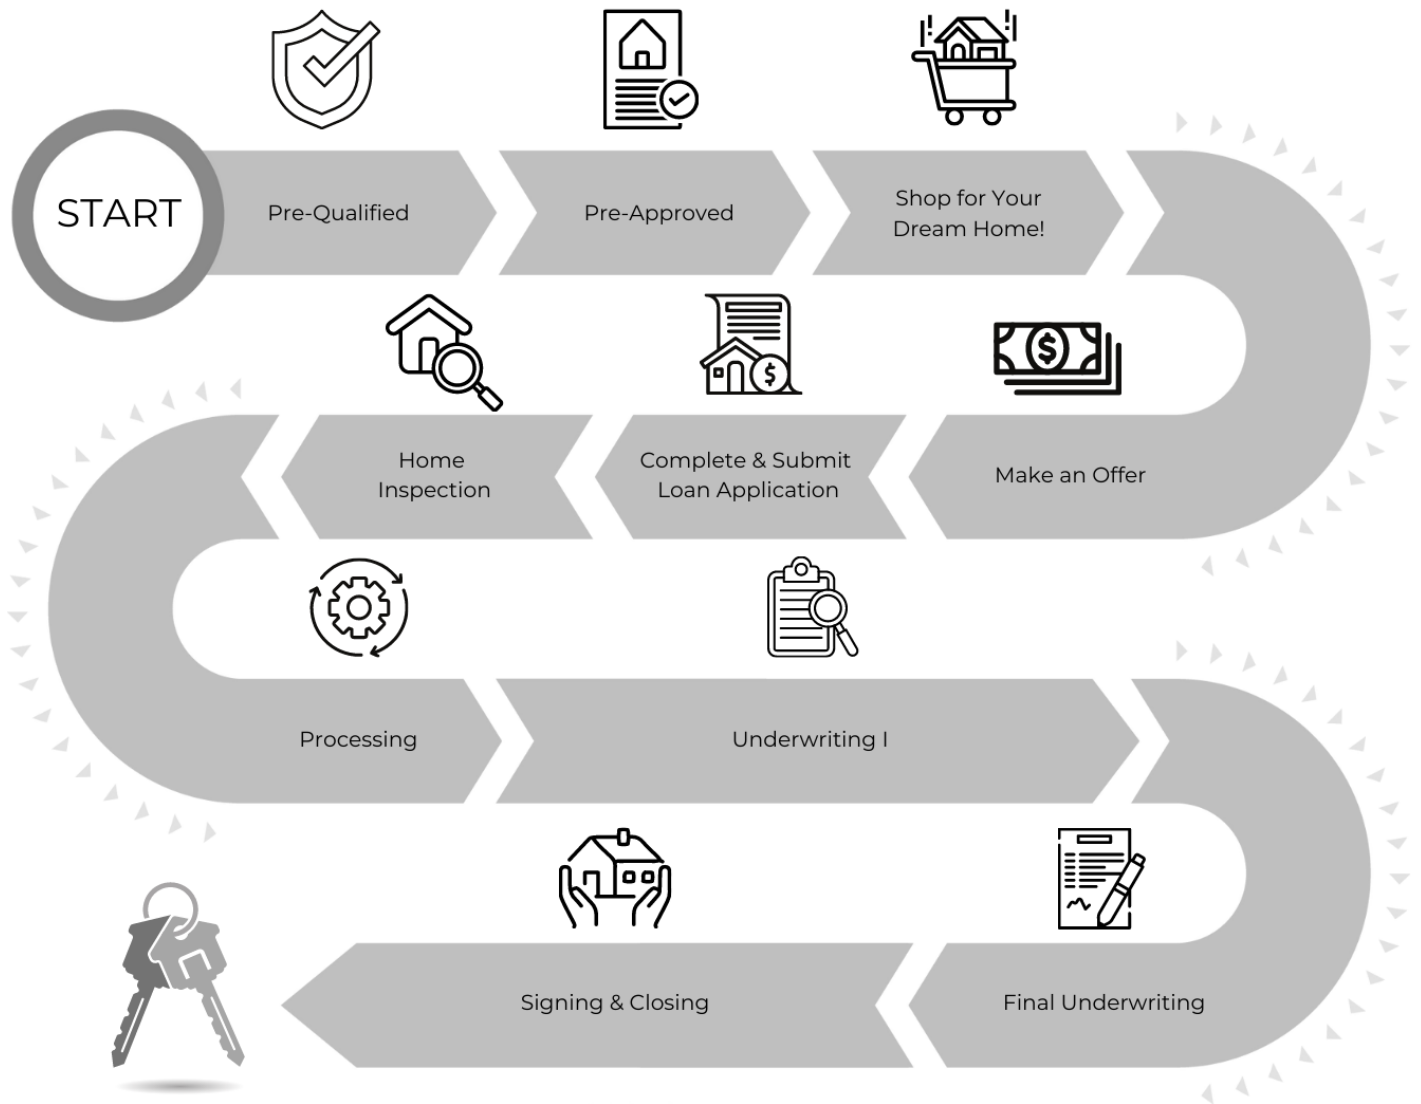 START
Pre-Qualified
Pre-Approved
Shop for Your
Dream Home!
Make an Offer
Complete & Submit
Loan Application
Home
Inspection
Processing
Underwriting I
Final Underwriting
Signing & Closing